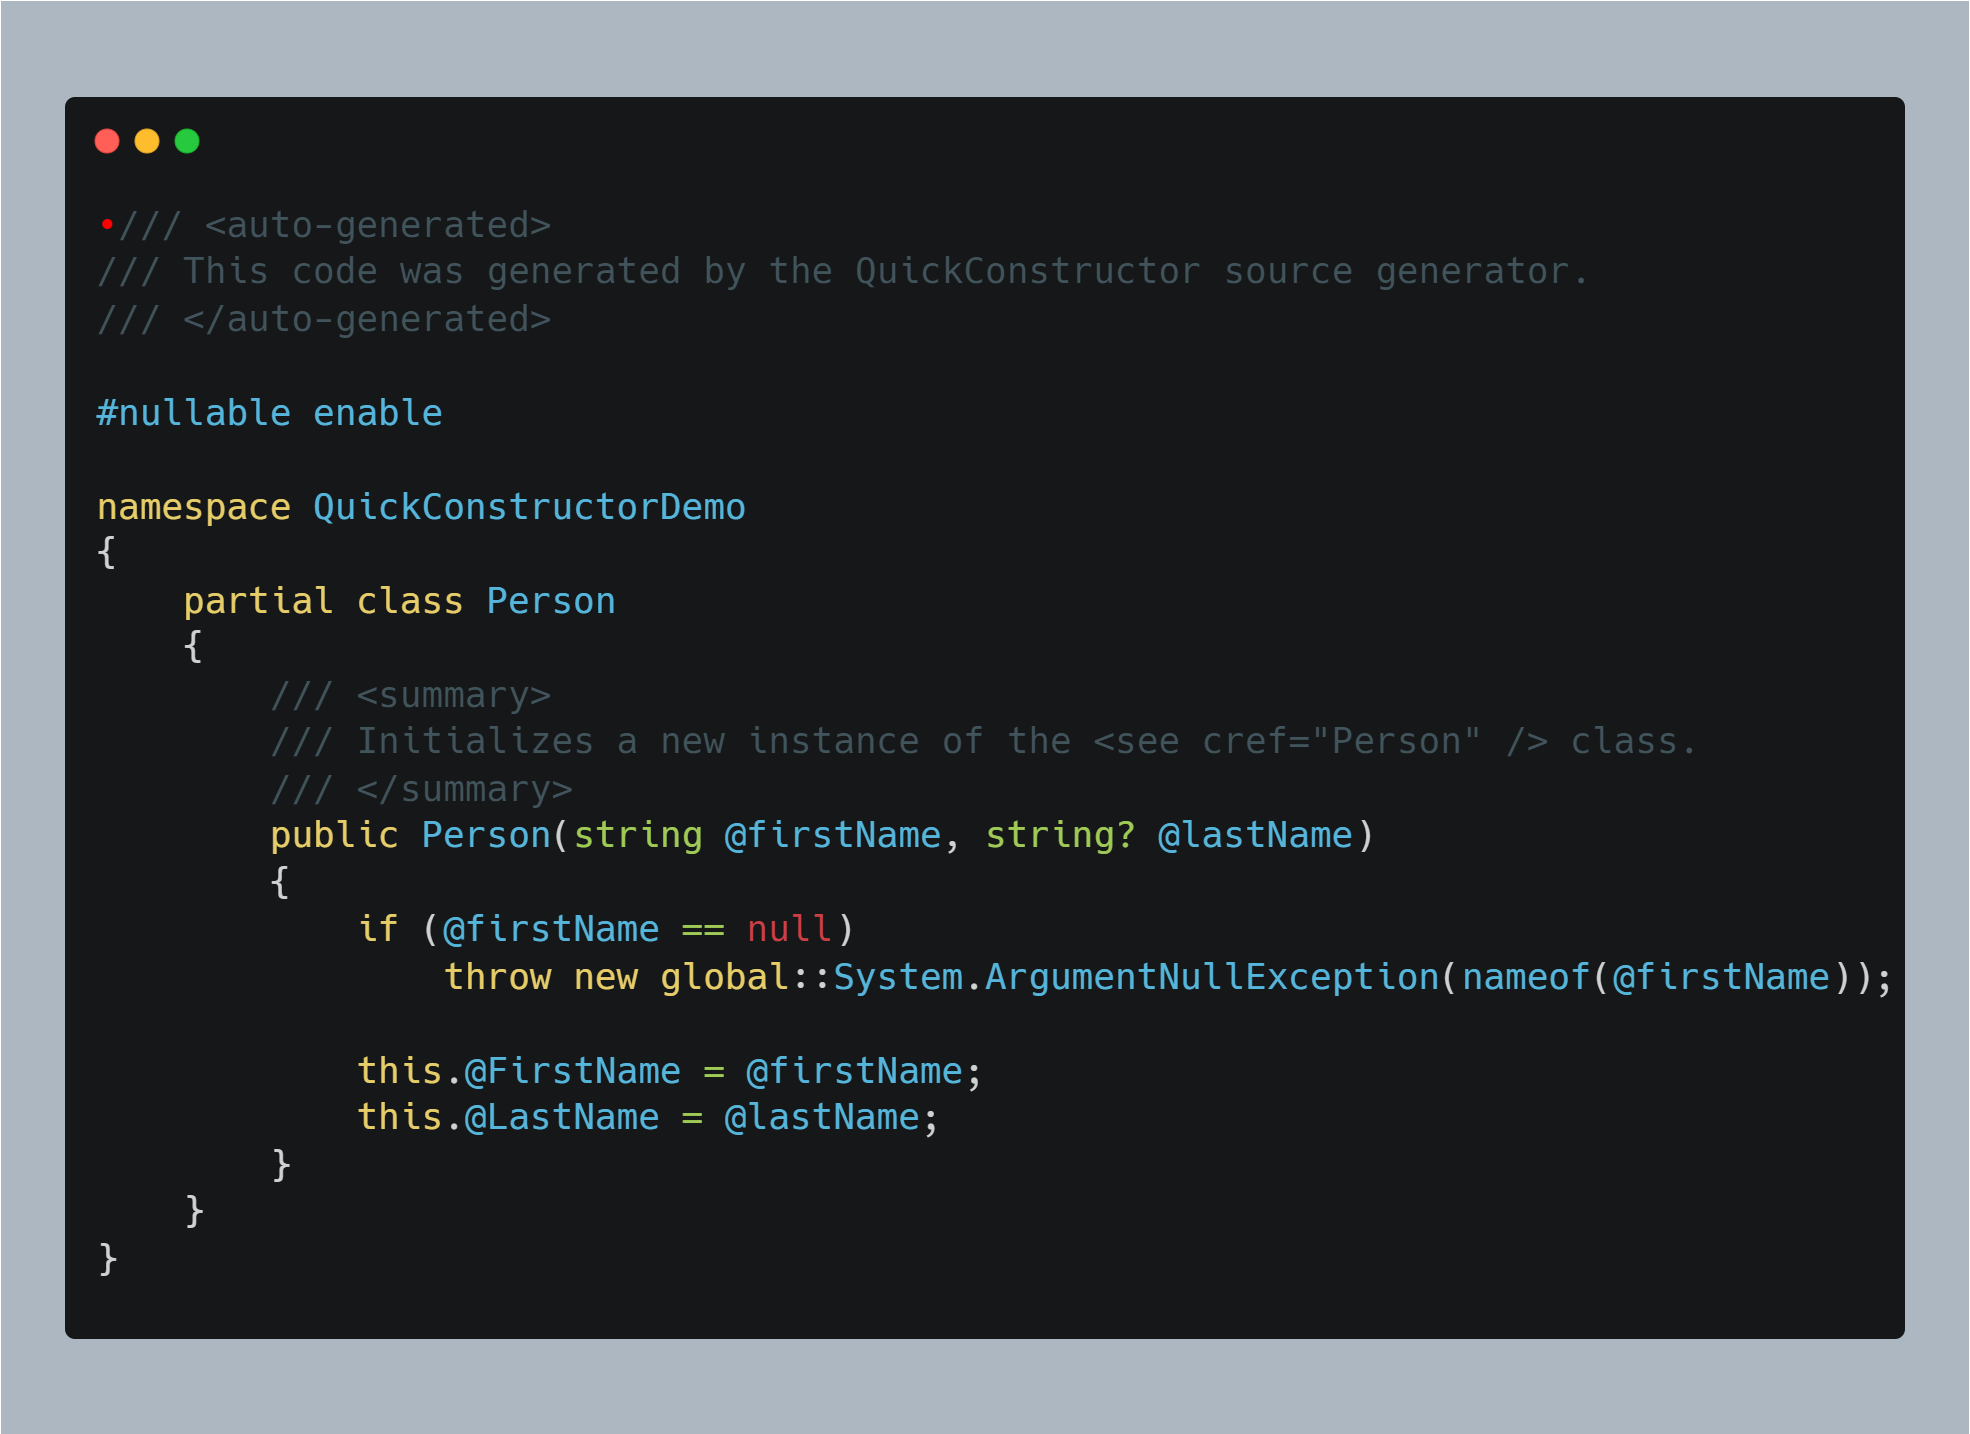 •/// <auto-generated>
/// This code was generated by the QuickConstructor source generator.
/// </auto-generated>

#nullable enable

namespace QuickConstructorDemo
{
    partial class Person
    {
        /// <summary>
        /// Initializes a new instance of the <see cref="Person" /> class.
        /// </summary>
        public Person(string @firstName, string? @lastName)
        {
            if (@firstName == null)
                throw new global::System.ArgumentNullException(nameof(@firstName));

            this.@FirstName = @firstName;
            this.@LastName = @lastName;
        }
    }
}